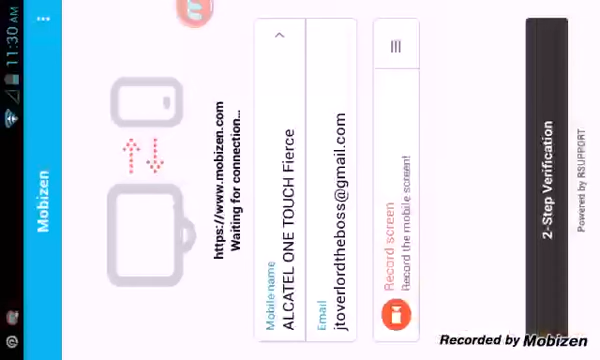 11:30 AM
Mobizen
https://www.mobizen.com
Waiting for connection...
Mobile name
ALCATEL ONE TOUCH Fierce
Email
jtoverlordtheboss@gmail.com
Record screen
Record the mobile screen!
2-Step Verification
Powered by RSUPPORT
Recorded by Mobizen